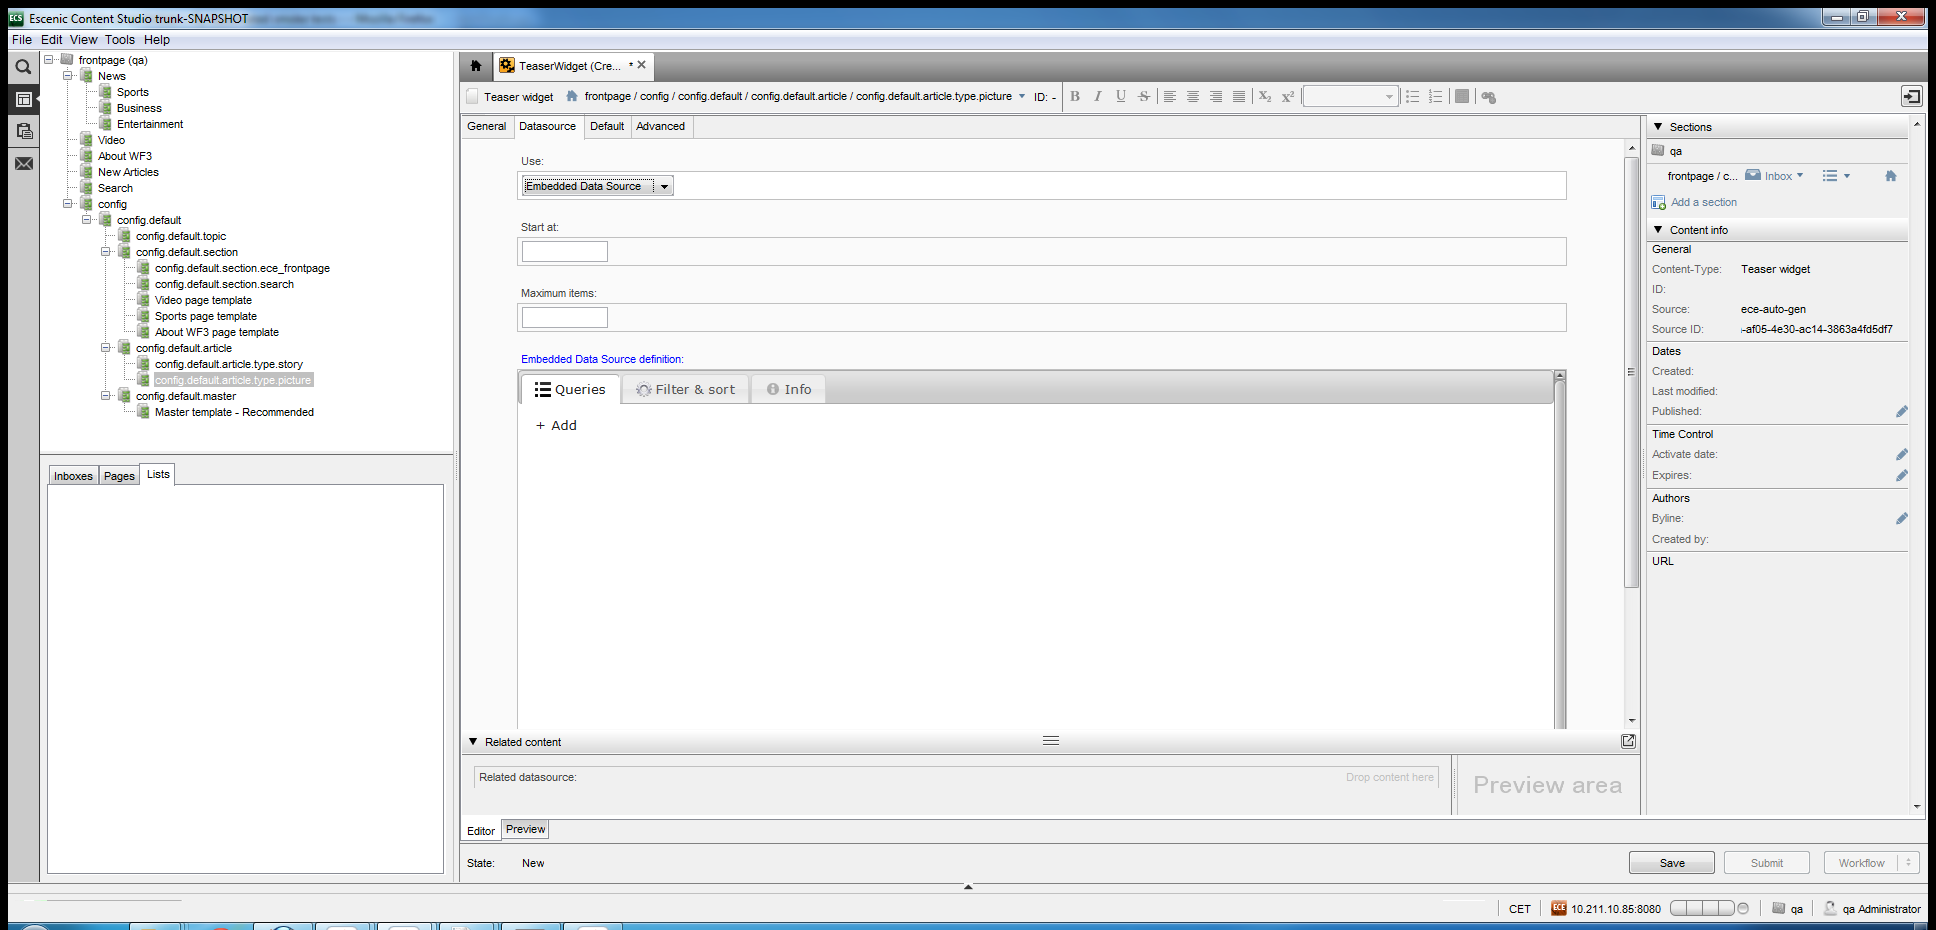 ECS Escenic Content Studio trunk-SNAPSHOT
File Edit View Tools Help
frontpage (qa)
News
Sports
Business
Entertainment
Video
About WF3
New Articles
Search
config
config.default
config.default.topic
config.default.section
config.default.section.ece_frontpage
config.default.section.search
Video page template
Sports page template
About WF3 page template
config.default.article
config.default.article.type.story
config.default.article.type.picture
config.default.master
Master template - Recommended
Inboxes Pages Lists
TeaserWidget (Cre... *
Teaser widget frontpage / config / config.default / config.default.article / config.default.article.type.picture ID: - B I U S X2 X2
General Datasource Default Advanced
Use:
Embedded Data Source
Start at:
Maximum items:
Embedded Data Source definition:
Queries Filter & sort Info
+ Add
Related content
Related datasource: Drop content here
Preview area
Editor Preview
State: New
Save Submit Workflow
Sections
qa
frontpage / c... Inbox
Add a section
Content info
General
Content-Type: Teaser widget
ID:
Source: ece-auto-gen
Source ID: -af05-4e30-ac14-3863a4fd5df7
Dates
Created:
Last modified:
Published:
Time Control
Activate date:
Expires:
Authors
Byline:
Created by:
URL
CET ECE 10.211.10.85:8080 qa qa Administrator